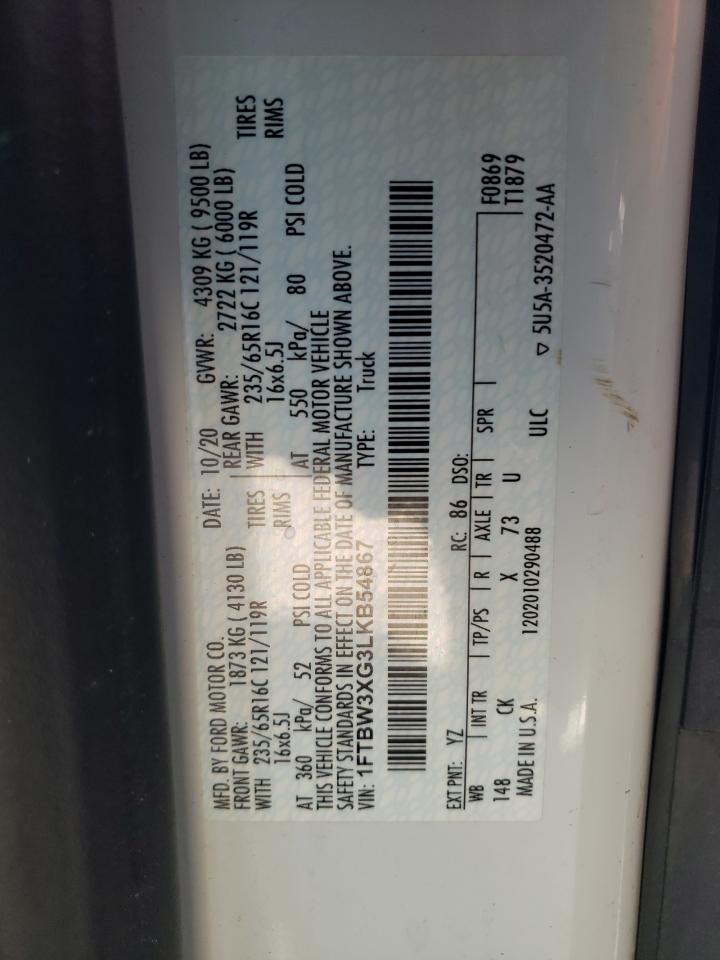 MFD. BY FORD MOTOR CO.
DATE: 10/20 GVWR: 4309 KG ( 9500 LB)
FRONT GAWR: 1873 KG ( 4130 LB) REAR GAWR: 2722 KG ( 6000 LB)
WITH 235/65R16C 121/119R TIRES WITH 235/65R16C 121/119R TIRES
16x6.5J RIMS 16x6.5J RIMS
AT 360 kPa/ 52 PSI COLD AT 550 kPa/ 80 PSI COLD
THIS VEHICLE CONFORMS TO ALL APPLICABLE FEDERAL MOTOR VEHICLE
SAFETY STANDARDS IN EFFECT ON THE DATE OF MANUFACTURE SHOWN ABOVE.
VIN: 1FTBW3XG3LKB54867 TYPE: Truck
EXT PNT: YZ RC: 86 DSO:
WB INT TR TP/PS R AXLE TR SPR F0869
148 CK X 73 U T1879
MADE IN U.S.A. 1202010290488 ULC ▽ 5U5A-3520472-AA